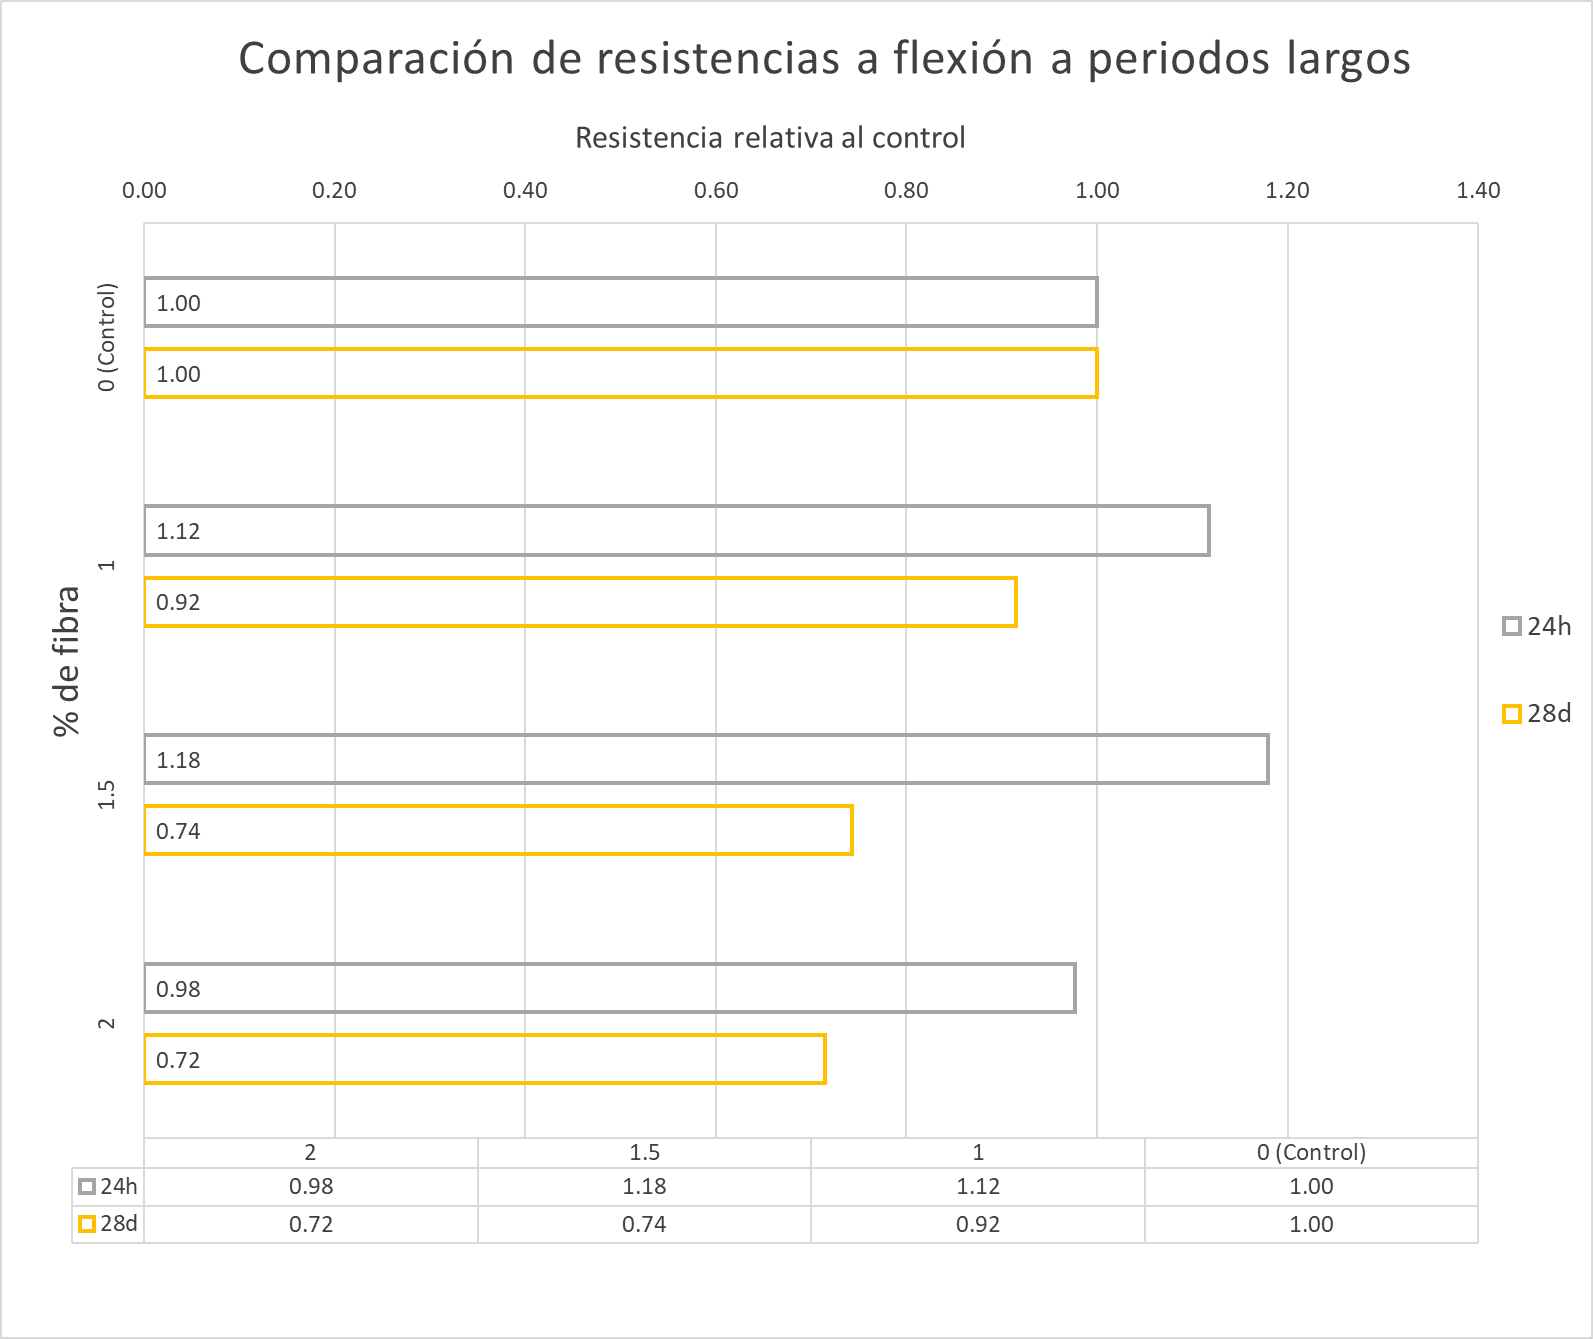 Comparación de resistencias a flexión a periodos largos
Resistencia relativa al control
0.00 0.20 0.40 0.60 0.80 1.00 1.20 1.40
% de fibra
0 (Control)
1.00
1.00
1
1.12
0.92
1.5
1.18
0.74
2
0.98
0.72
24h
28d
2 1.5 1 0 (Control)
24h 0.98 1.18 1.12 1.00
28d 0.72 0.74 0.92 1.00